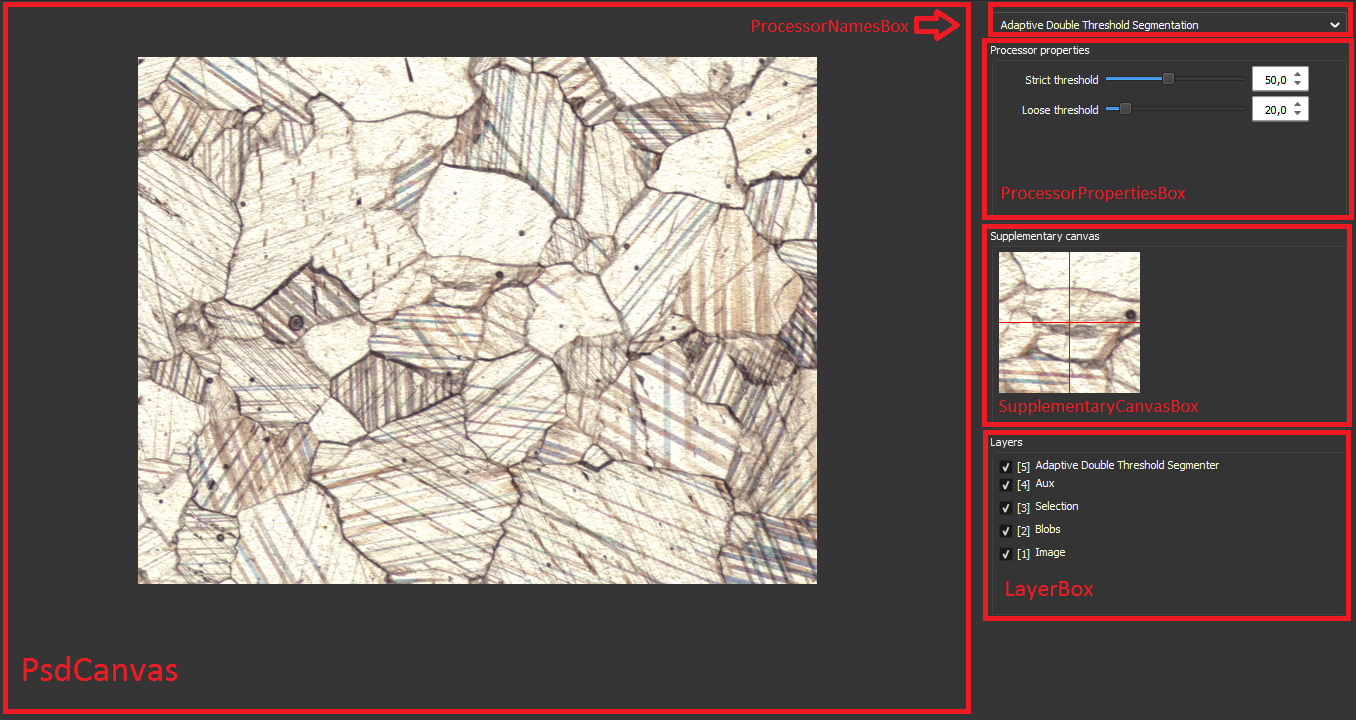 ProcessorNamesBox
Adaptive Double Threshold Segmentation
Processor properties
Strict threshold 50,0
Loose threshold 20,0
ProcessorPropertiesBox
Supplementary canvas
SupplementaryCanvasBox
Layers
[5] Adaptive Double Threshold Segmenter
[4] Aux
[3] Selection
[2] Blobs
[1] Image
LayerBox
PsdCanvas